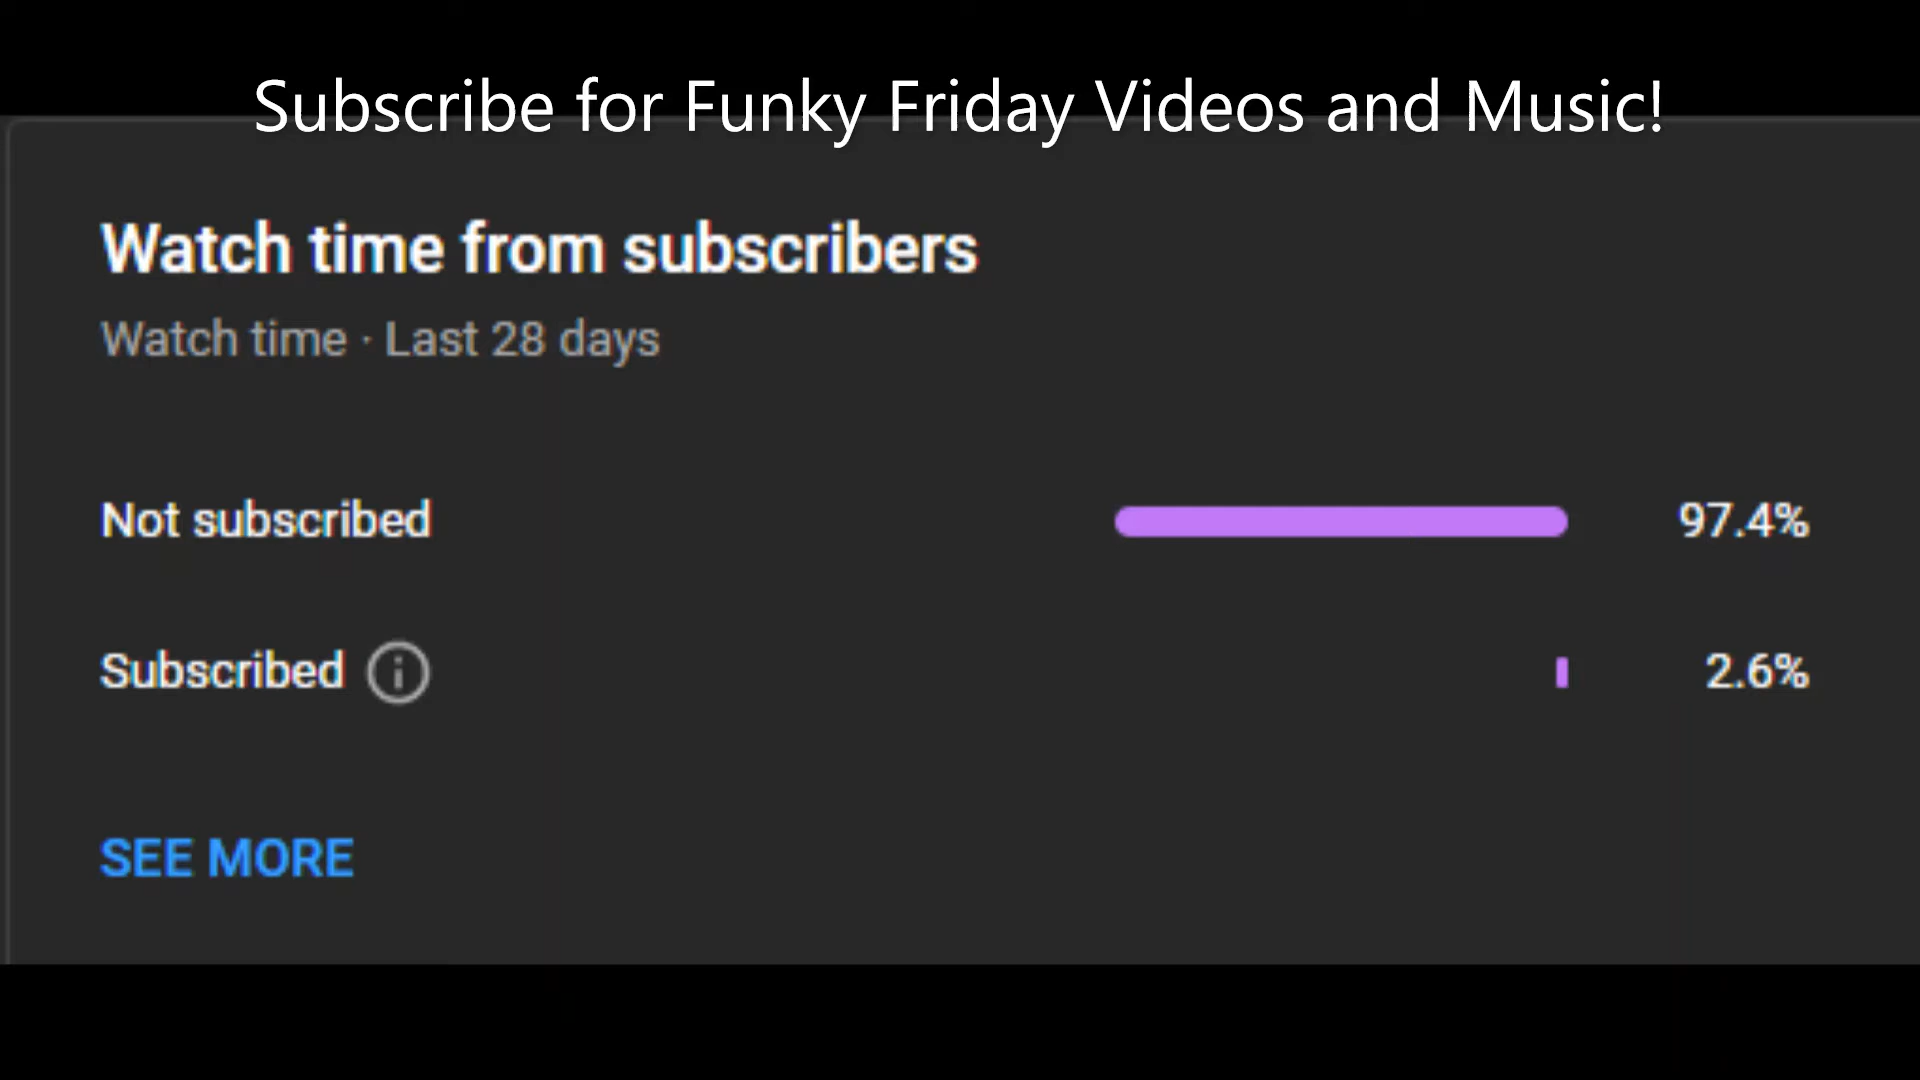 Subscribe for Funky Friday Videos and Music!
Watch time from subscribers
Watch time · Last 28 days
Not subscribed 97.4%
Subscribed 2.6%
SEE MORE